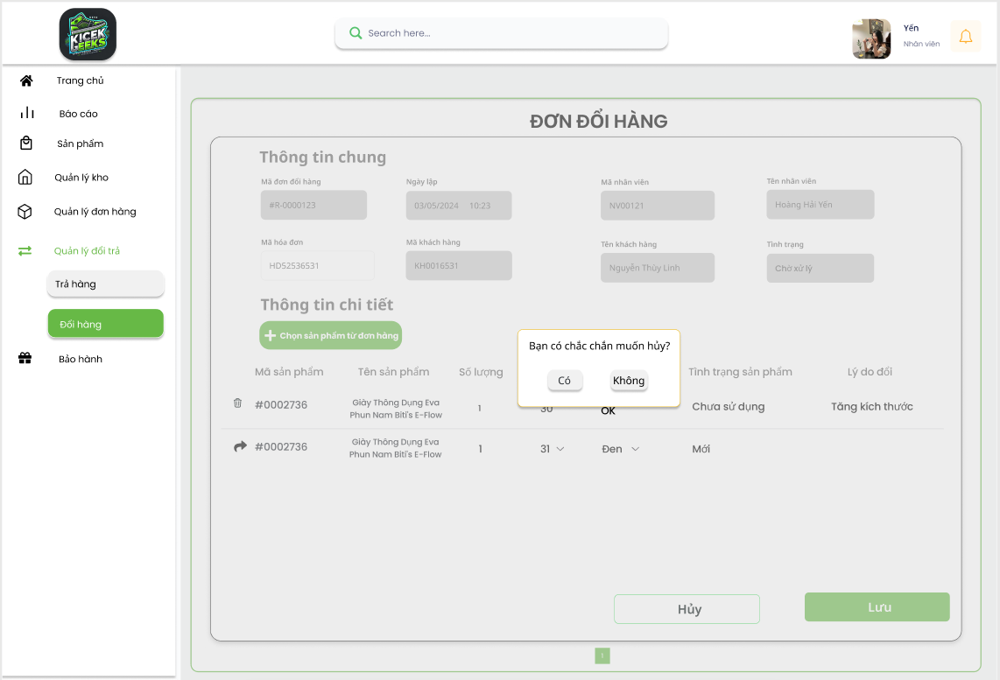 KICEK
GEEKS
Search here...
Yến
Nhân viên
Trang chủ
Báo cáo
Sản phẩm
Quản lý kho
Quản lý đơn hàng
Quản lý đổi trả
Trả hàng
Đổi hàng
Bảo hành
ĐƠN ĐỔI HÀNG
Thông tin chung
Mã đơn đổi hàng Ngày lập Mã nhân viên Tên nhân viên
#R-0000123 03/05/2024 10:23 NV00121 Hoàng Hải Yến
Mã hóa đơn Mã khách hàng Tên khách hàng Tình trạng
HD52536531 KH0016531 Nguyễn Thùy Linh Chờ xử lý
Thông tin chi tiết
Chọn sản phẩm từ đơn hàng
Bạn có chắc chắn muốn hủy?
Có Không
Mã sản phẩm Tên sản phẩm Số lượng Tình trạng sản phẩm Lý do đổi
#0002736 Giày Thông Dụng Eva Phun Nam Biti's E-Flow 1 30 OK Chưa sử dụng Tăng kích thước
#0002736 Giày Thông Dụng Eva Phun Nam Biti's E-Flow 1 31 Đen Mới
Hủy Lưu
1